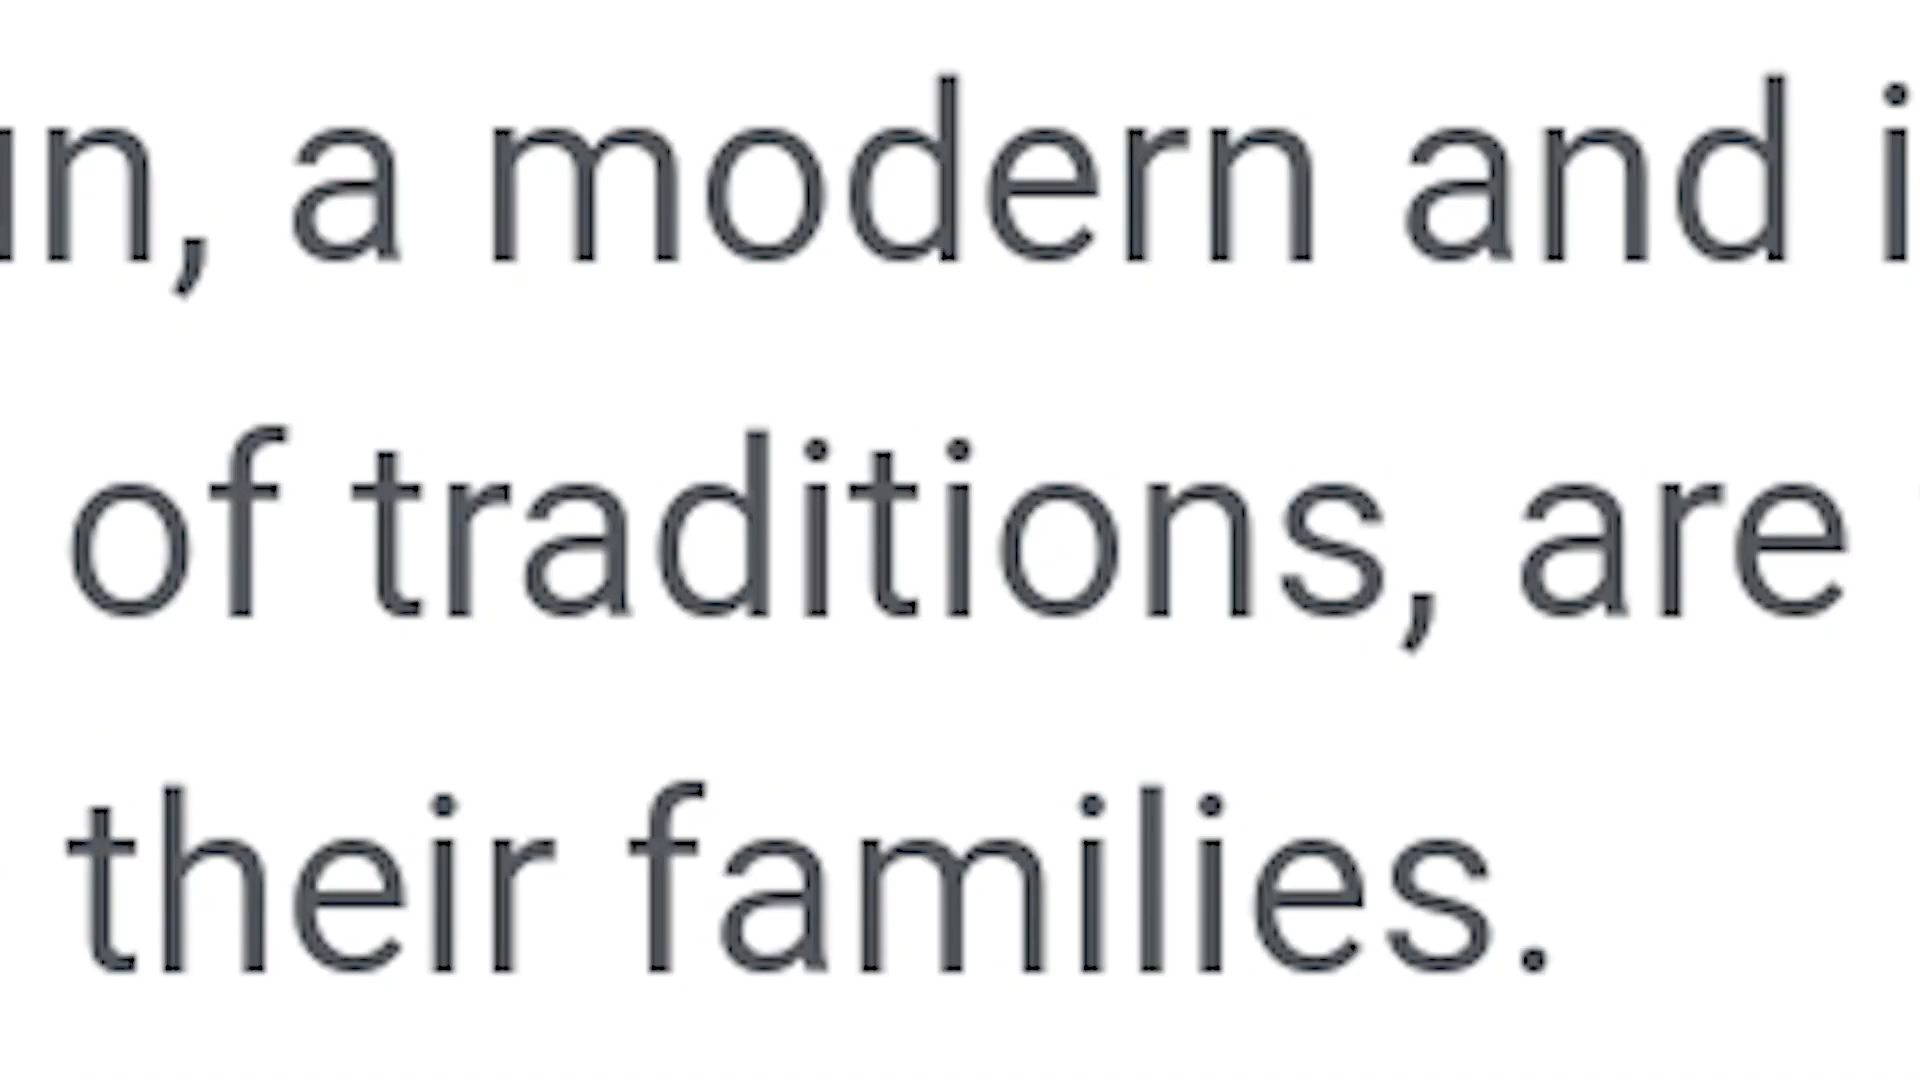 a modern and
of traditions, are
their families.